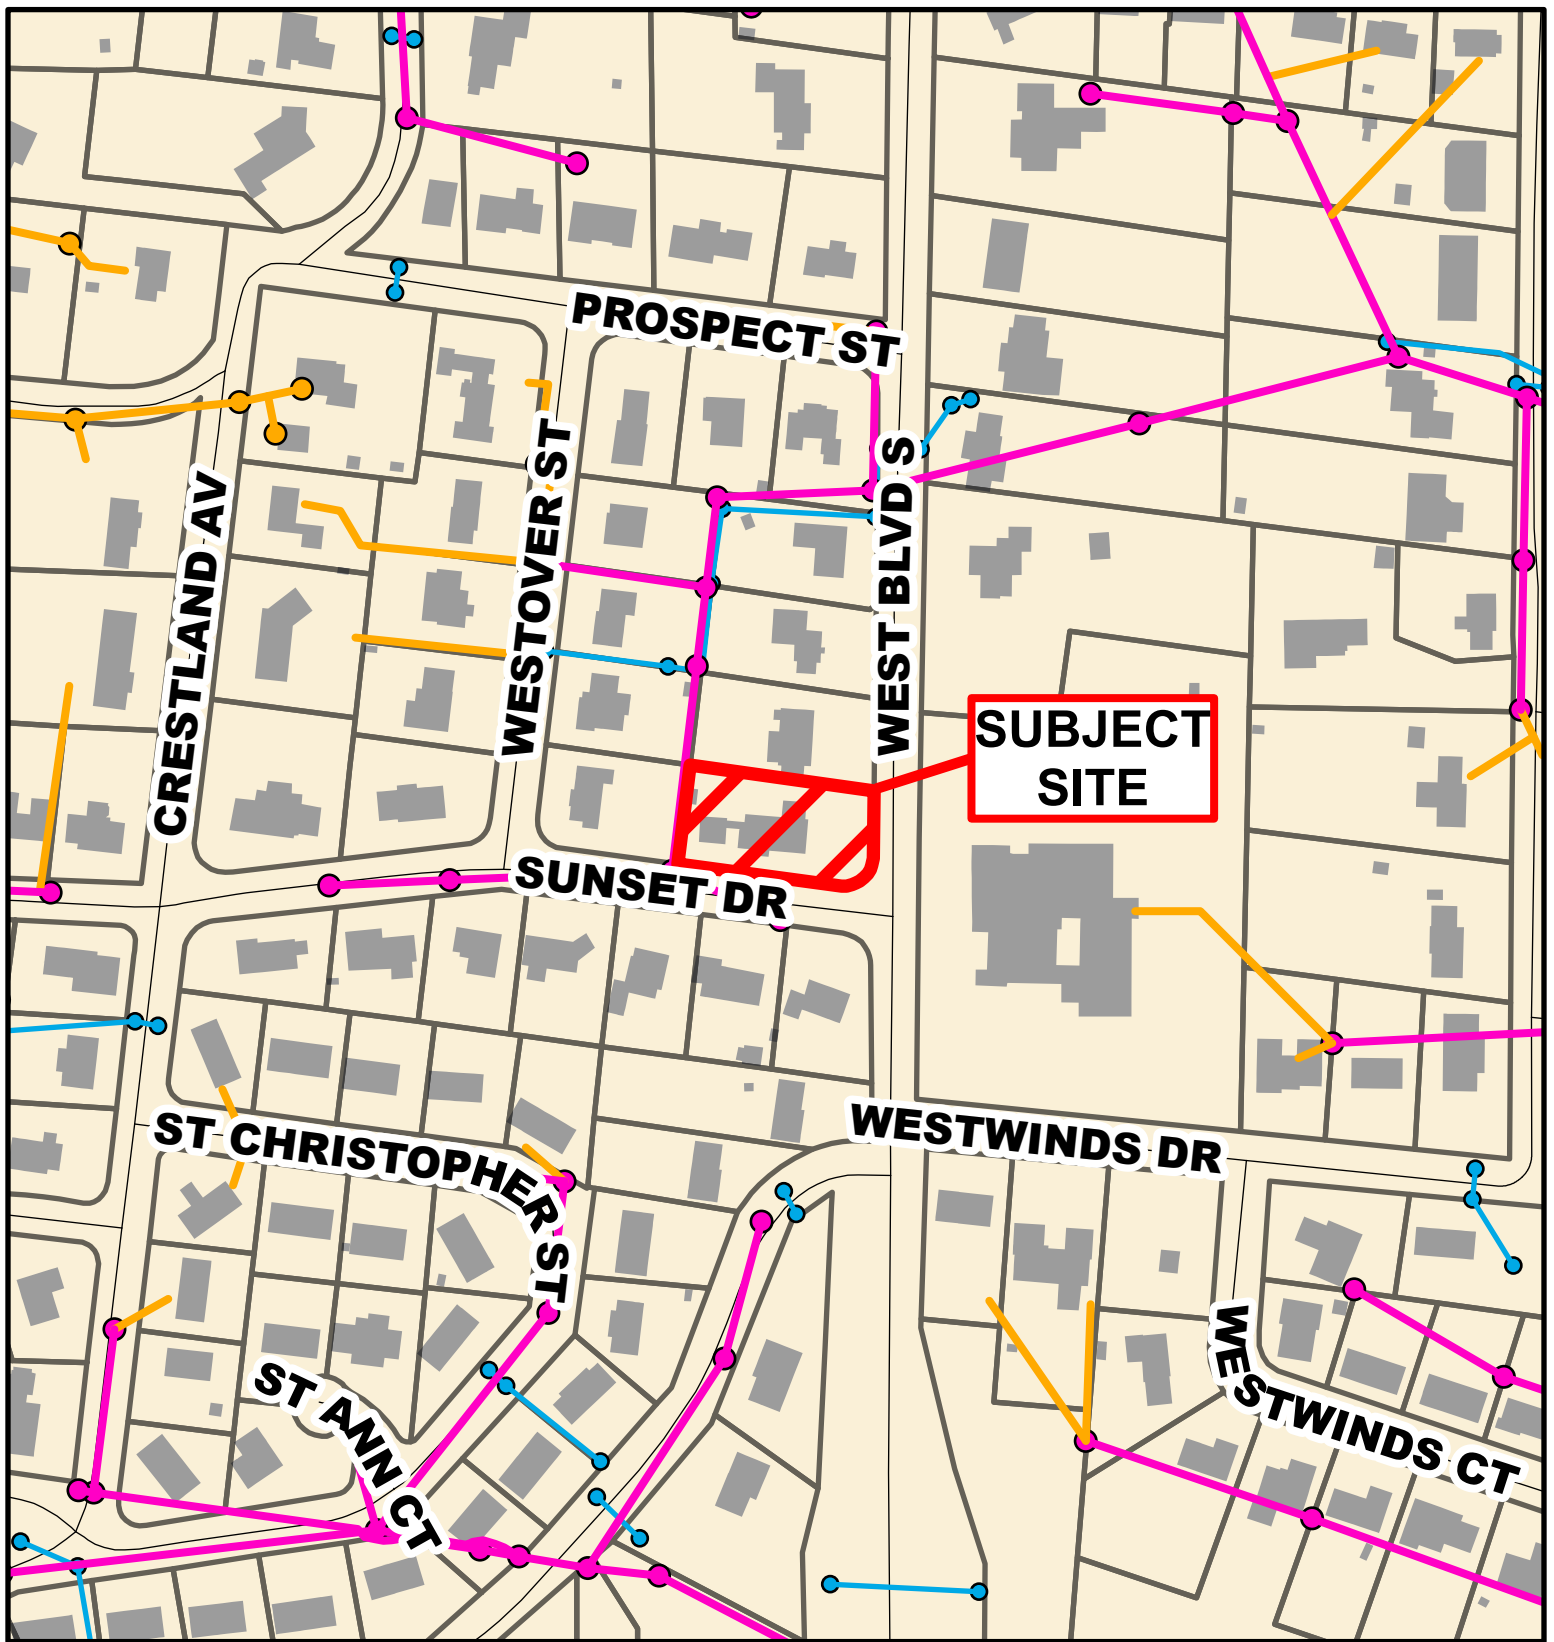 PROSPECT ST
WESTOVER ST
WEST BLVD S
CRESTLAND AV
SUBJECT
SITE
SUNSET DR
WESTWINDS DR
ST CHRISTOPHER ST
WESTWINDS CT
ST ANN CT